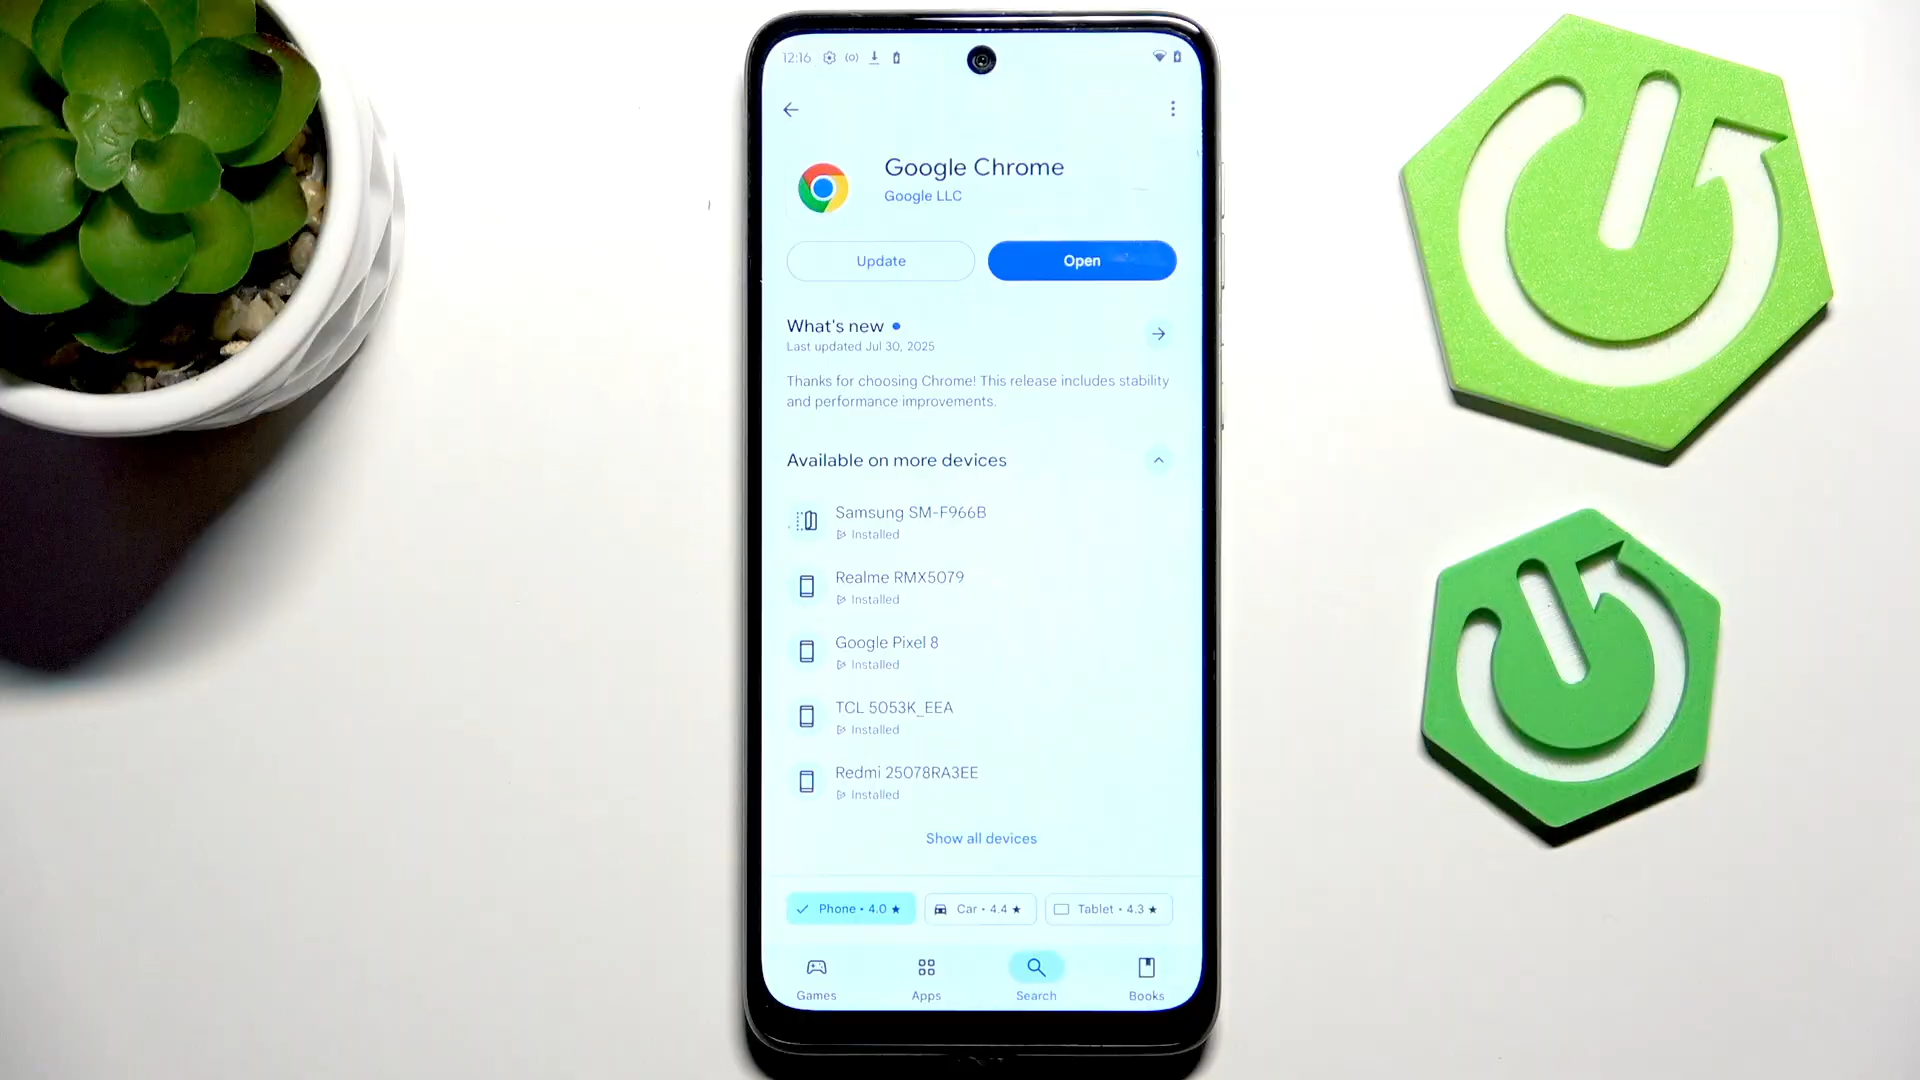 12:16
Google Chrome
Google LLC
Update
Open
What's new
Last updated Jul 30, 2025
Thanks for choosing Chrome! This release includes stability
and performance improvements.
Available on more devices
Samsung SM-F966B
Installed
Realme RMX5079
Installed
Google Pixel 8
Installed
TCL 5053K_EEA
Installed
Redmi 25078RA3EE
Installed
Show all devices
Phone • 4.0 ★
Car • 4.4 ★
Tablet • 4.3 ★
Games
Apps
Search
Books